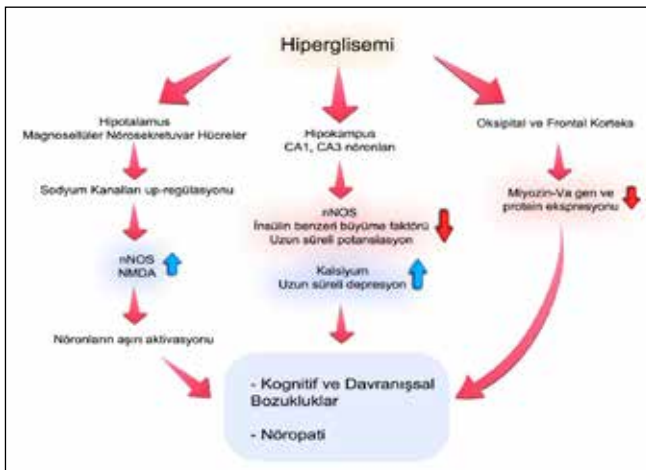 Hiperglisemi
Hipotalamus
Magnosellüler Nörosekretuvar Hücreler
Sodyum Kanalları up-regülasyonu
nNOS
NMDA
Nöronların aşırı aktivasyonu
Hipokampus
CA1, CA3 nöronları
nNOS
İnsülin benzeri büyüme faktörü
Uzun süreli potansiasyon
Kalsiyum
Uzun süreli depresyon
Oksipital ve Frontal Korteks
Miyozin-Va gen ve
protein ekspresyonu
- Kognitif ve Davranışsal
Bozukluklar
- Nöropati